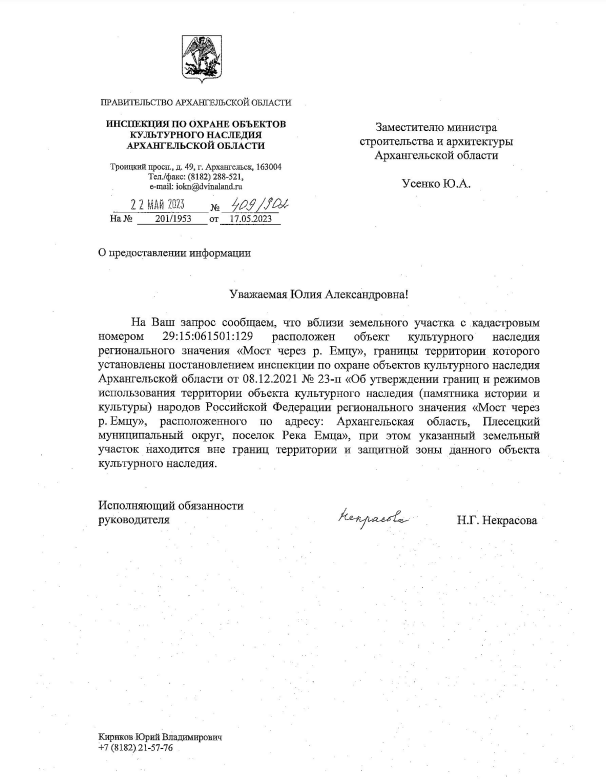 ПРАВИТЕЛЬСТВО АРХАНГЕЛЬСКОЙ ОБЛАСТИ
ИНСПЕКЦИЯ ПО ОХРАНЕ ОБЪЕКТОВ
КУЛЬТУРНОГО НАСЛЕДИЯ
АРХАНГЕЛЬСКОЙ ОБЛАСТИ
Троицкий просп., д. 49, г. Архангельск, 163004
Тел./факс: (8182) 288-521,
e-mail: iokn@dvinaland.ru
22 МАЙ 2023 № 409/902
На № 201/1953 от 17.05.2023
Заместителю министра
строительства и архитектуры
Архангельской области
Усенко Ю.А.
О предоставлении информации
Уважаемая Юлия Александровна!
На Ваш запрос сообщаем, что вблизи земельного участка с кадастровым
номером 29:15:061501:129 расположен объект культурного наследия
регионального значения «Мост через р. Емцу», границы территории которого
установлены постановлением инспекции по охране объектов культурного наследия
Архангельской области от 08.12.2021 № 23-п «Об утверждении границ и режимов
использования территории объекта культурного наследия (памятника истории и
культуры) народов Российской Федерации регионального значения «Мост через
р. Емцу», расположенного по адресу: Архангельская область, Плесецкий
муниципальный округ, поселок Река Емца», при этом указанный земельный
участок находится вне границ территории и защитной зоны данного объекта
культурного наследия.
Исполняющий обязанности
руководителя Некрасова Н.Г. Некрасова
Кириков Юрий Владимирович
+7 (8182) 21-57-76